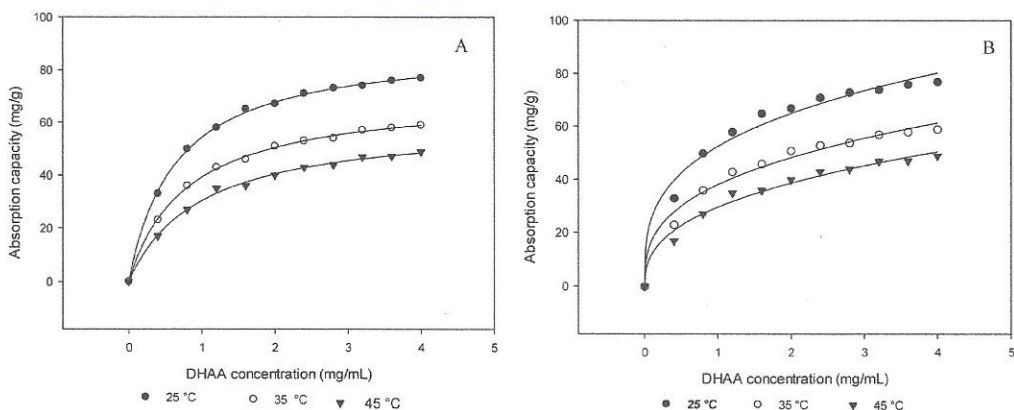 A
Absorption capacity (mg/g)
100
80
60
40
20
0
0 1 2 3 4 5
DHAA concentration (mg/mL)
25 °C 35 °C 45 °C
B
Absorption capacity (mg/g)
100
80
60
40
20
0
0 1 2 3 4 5
DHAA concentration (mg/mL)
25 °C 35 °C 45 °C